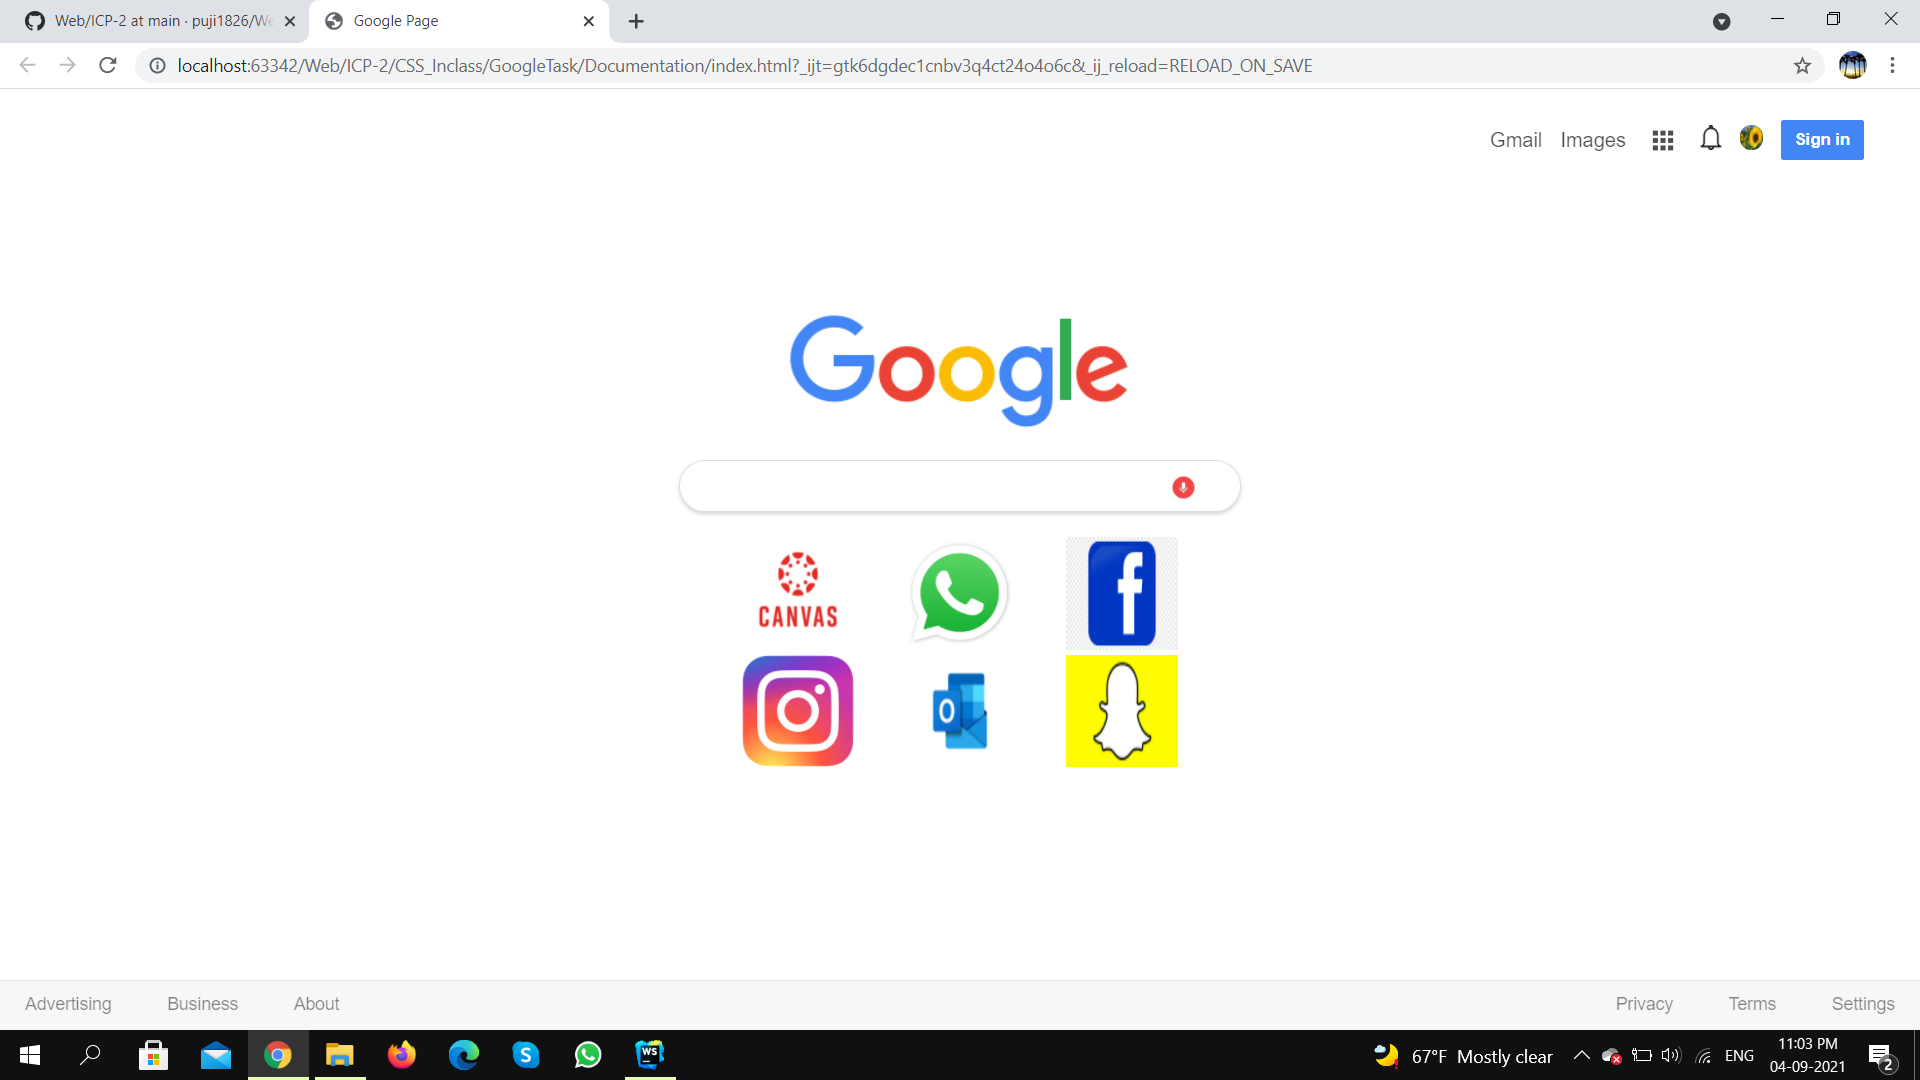 Web/ICP-2 at main · puji1826/We
Google Page
localhost:63342/Web/ICP-2/CSS_Inclass/GoogleTask/Documentation/index.html?_ijt=gtk6dgdec1cnbv3q4ct24o4o6c&_ij_reload=RELOAD_ON_SAVE
Gmail Images Sign in
Google
CANVAS
Advertising Business About Privacy Terms Settings
67°F Mostly clear ENG
11:03 PM
04-09-2021
2
WS